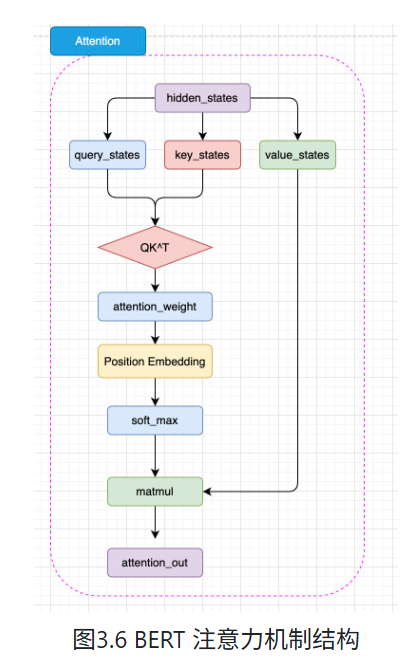 Attention
hidden_states
query_states
key_states
value_states
QK^T
attention_weight
Position Embedding
soft_max
matmul
attention_out
图3.6 BERT 注意力机制结构